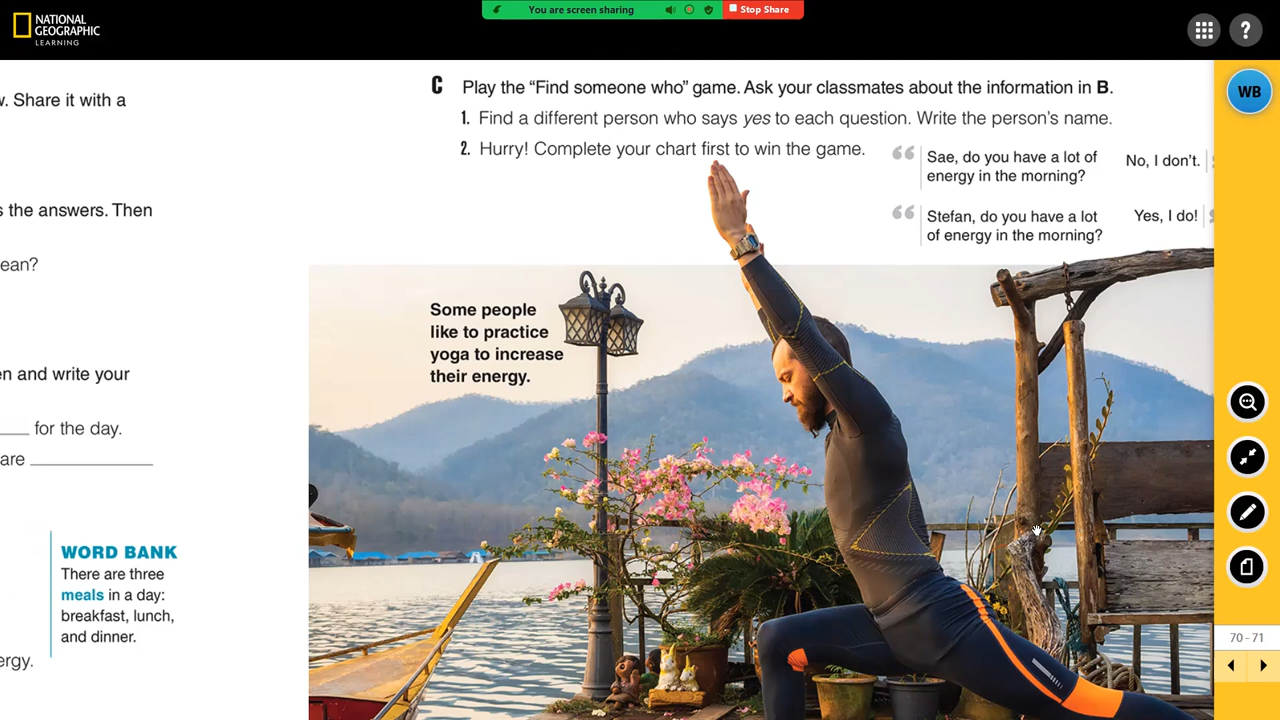 NATIONAL
GEOGRAPHIC
LEARNING
You are screen sharing
Stop Share
?
w. Share it with a
s the answers. Then
ean?
en and write your
___ for the day.
are ______________
WORD BANK
There are three
meals in a day:
breakfast, lunch,
and dinner.
ergy.
C Play the “Find someone who” game. Ask your classmates about the information in B.
1. Find a different person who says yes to each question. Write the person’s name.
2. Hurry! Complete your chart first to win the game.
Sae, do you have a lot of
energy in the morning?
No, I don’t.
Stefan, do you have a lot
of energy in the morning?
Yes, I do!
Some people
like to practice
yoga to increase
their energy.
WB
70 - 71